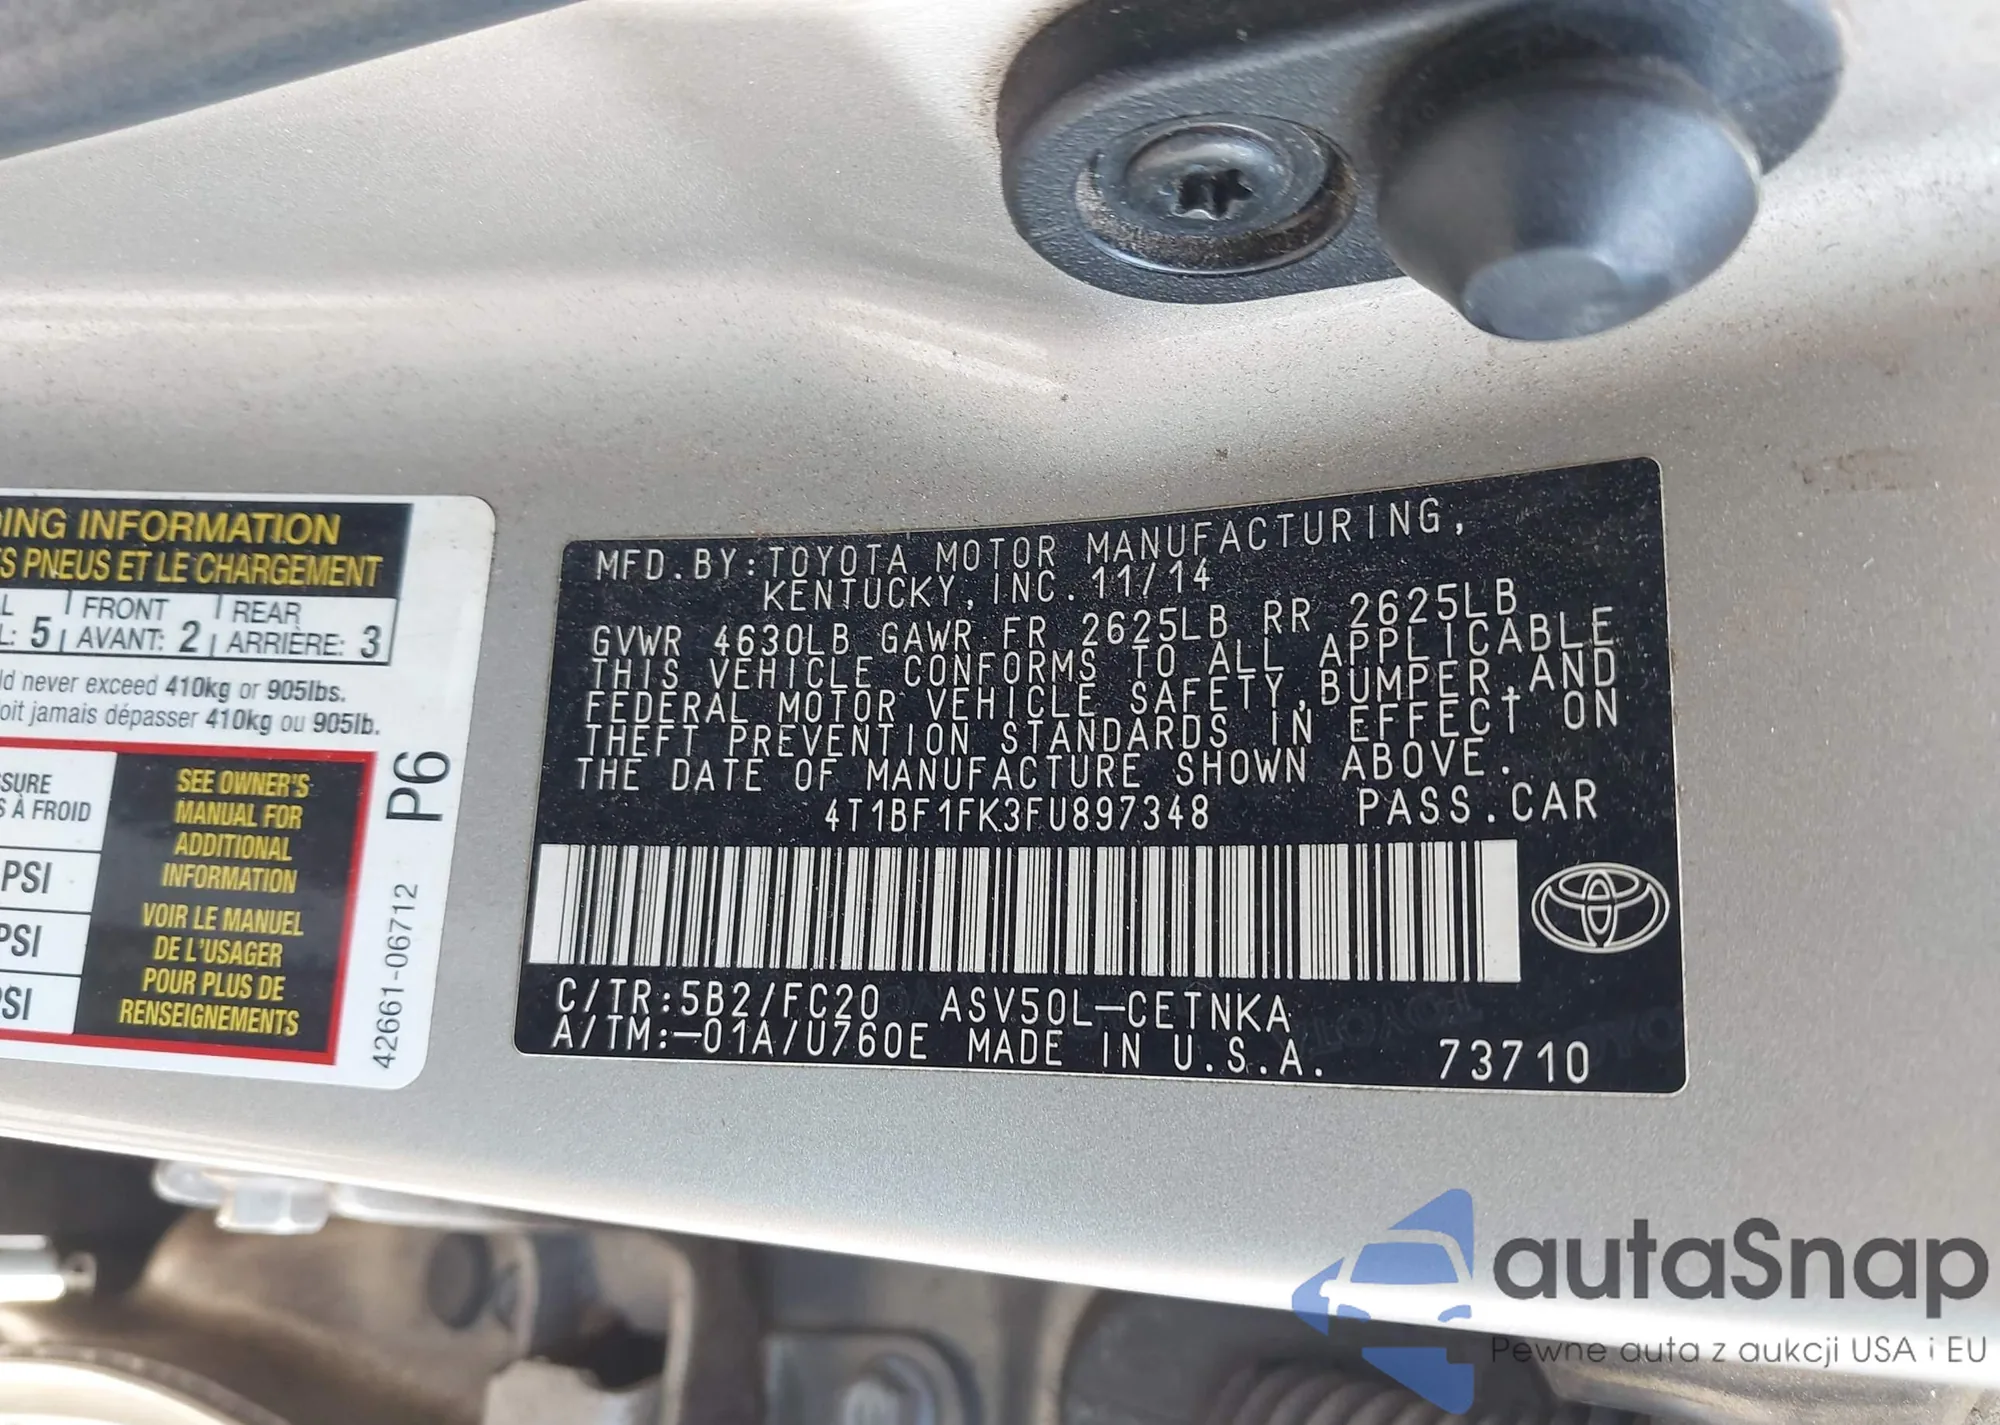 ING INFORMATION
S PNEUS ET LE CHARGEMENT
L FRONT REAR
L: 5 AVANT: 2 ARRIÈRE: 3
ld never exceed 410kg or 905lbs.
oit jamais dépasser 410kg ou 905lb.
SURE
S À FROID
PSI
PSI
SI
SEE OWNER'S
MANUAL FOR
ADDITIONAL
INFORMATION
VOIR LE MANUEL
DE L'USAGER
POUR PLUS DE
RENSEIGNEMENTS
P6
42661-06712
MFD.BY:TOYOTA MOTOR MANUFACTURING,
KENTUCKY, INC. 11/14
GVWR 4630LB GAWR FR 2625LB RR 2625LB
THIS VEHICLE CONFORMS TO ALL APPLICABLE
FEDERAL MOTOR VEHICLE SAFETY,BUMPER,AND
THEFT PREVENTION STANDARDS IN EFFECT ON
THE DATE OF MANUFACTURE SHOWN ABOVE.
4T1BF1FK3FU897348 PASS.CAR
C/TR:5B2/FC20 ASV50L-CETNKA
A/TM:-01A/U760E MADE IN U.S.A. 73710
autaSnap
Pewne auta z aukcji USA i EU